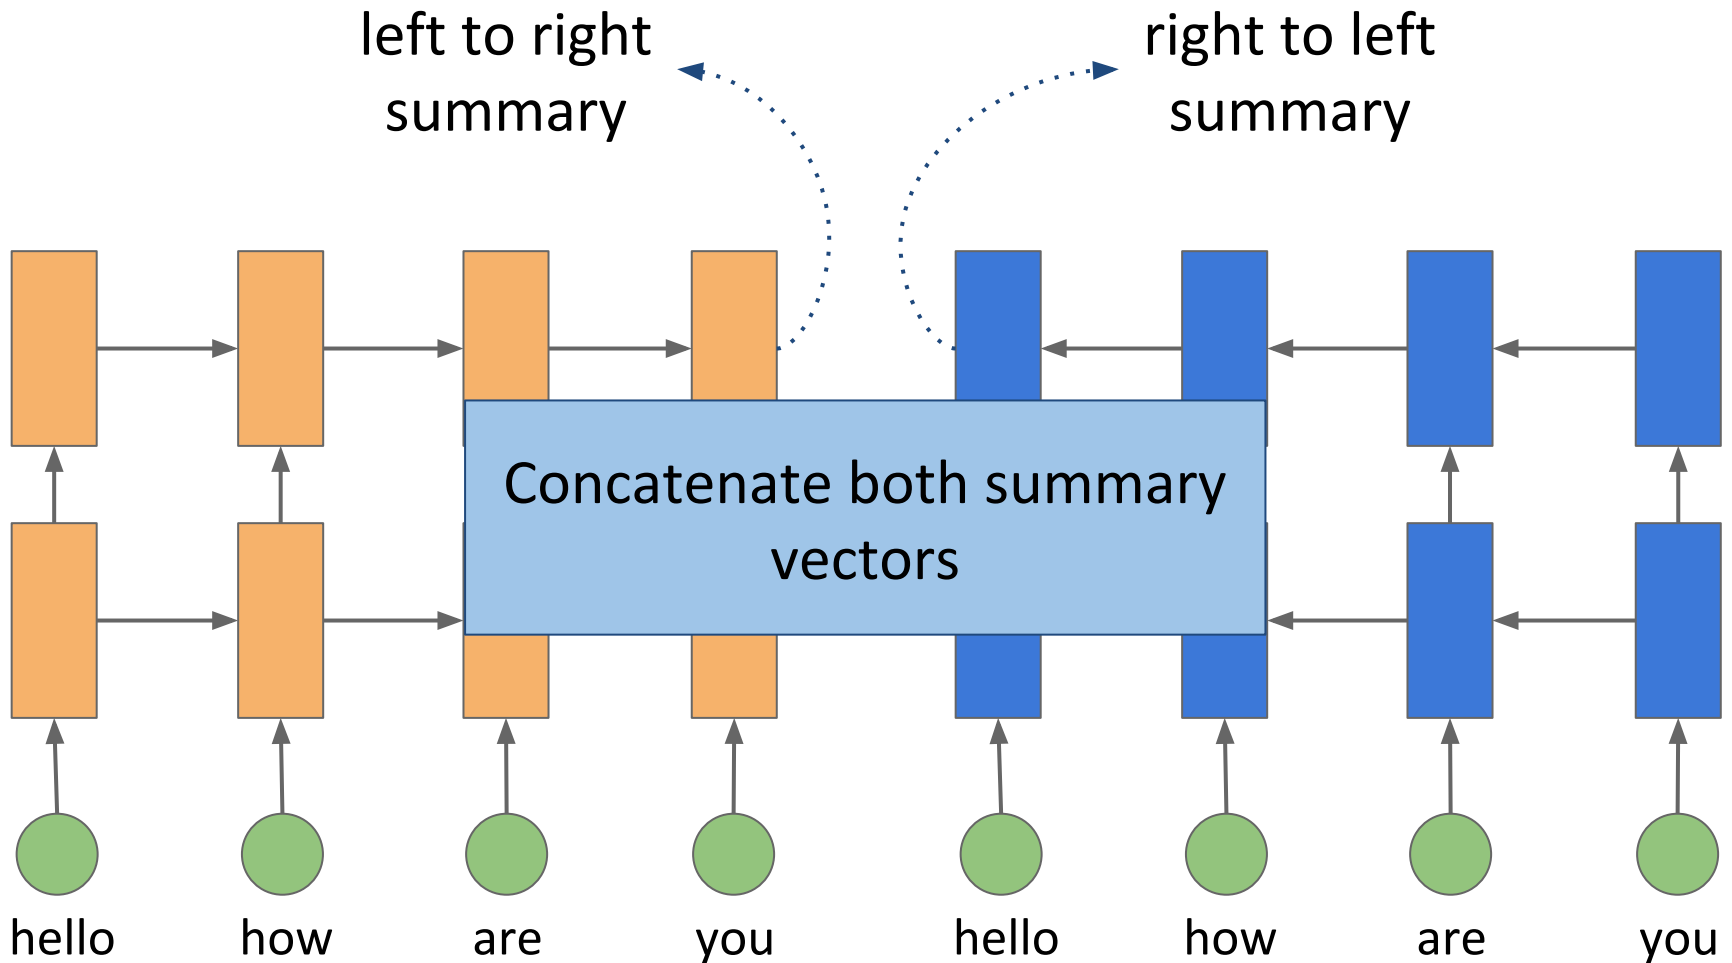 left to right
summary
right to left
summary
Concatenate both summary
vectors
hello how are you hello how are you